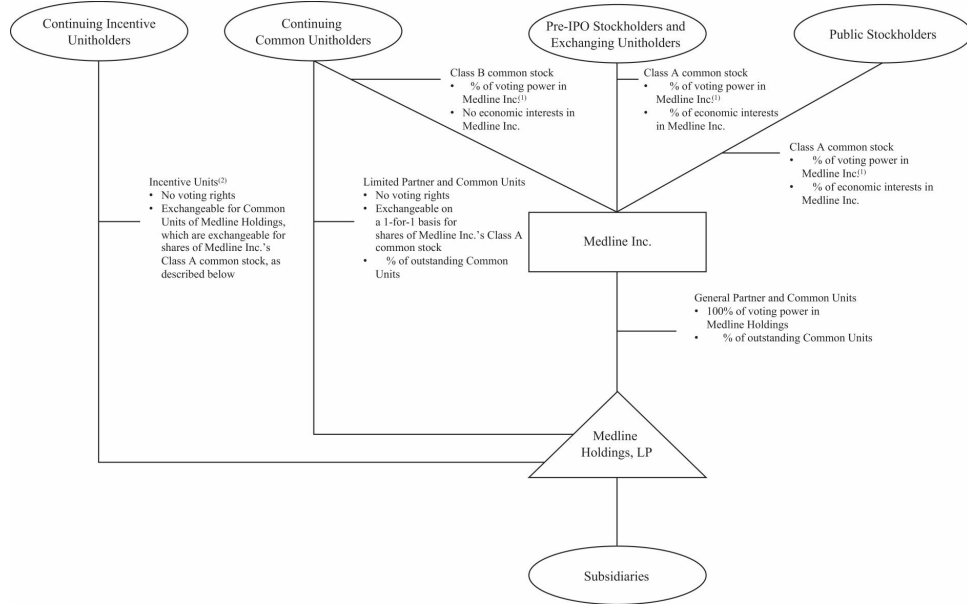 Continuing Incentive
Unitholders
Continuing
Common Unitholders
Pre-IPO Stockholders and
Exchanging Unitholders
Public Stockholders
Class B common stock
• % of voting power in
Medline Inc.(1)
• No economic interests in
Medline Inc.
Class A common stock
• % of voting power in
Medline Inc.(1)
• % of economic interests
in Medline Inc.
Class A common stock
• % of voting power in
Medline Inc.(1)
• % of economic interests in
Medline Inc.
Incentive Units(2)
• No voting rights
• Exchangeable for Common
Units of Medline Holdings,
which are exchangeable for
shares of Medline Inc.'s
Class A common stock, as
described below
Limited Partner and Common Units
• No voting rights
• Exchangeable on
a 1-for-1 basis for
shares of Medline Inc.'s Class A
common stock
• % of outstanding Common
Units
Medline Inc.
General Partner and Common Units
• 100% of voting power in
Medline Holdings
• % of outstanding Common Units
Medline
Holdings, LP
Subsidiaries